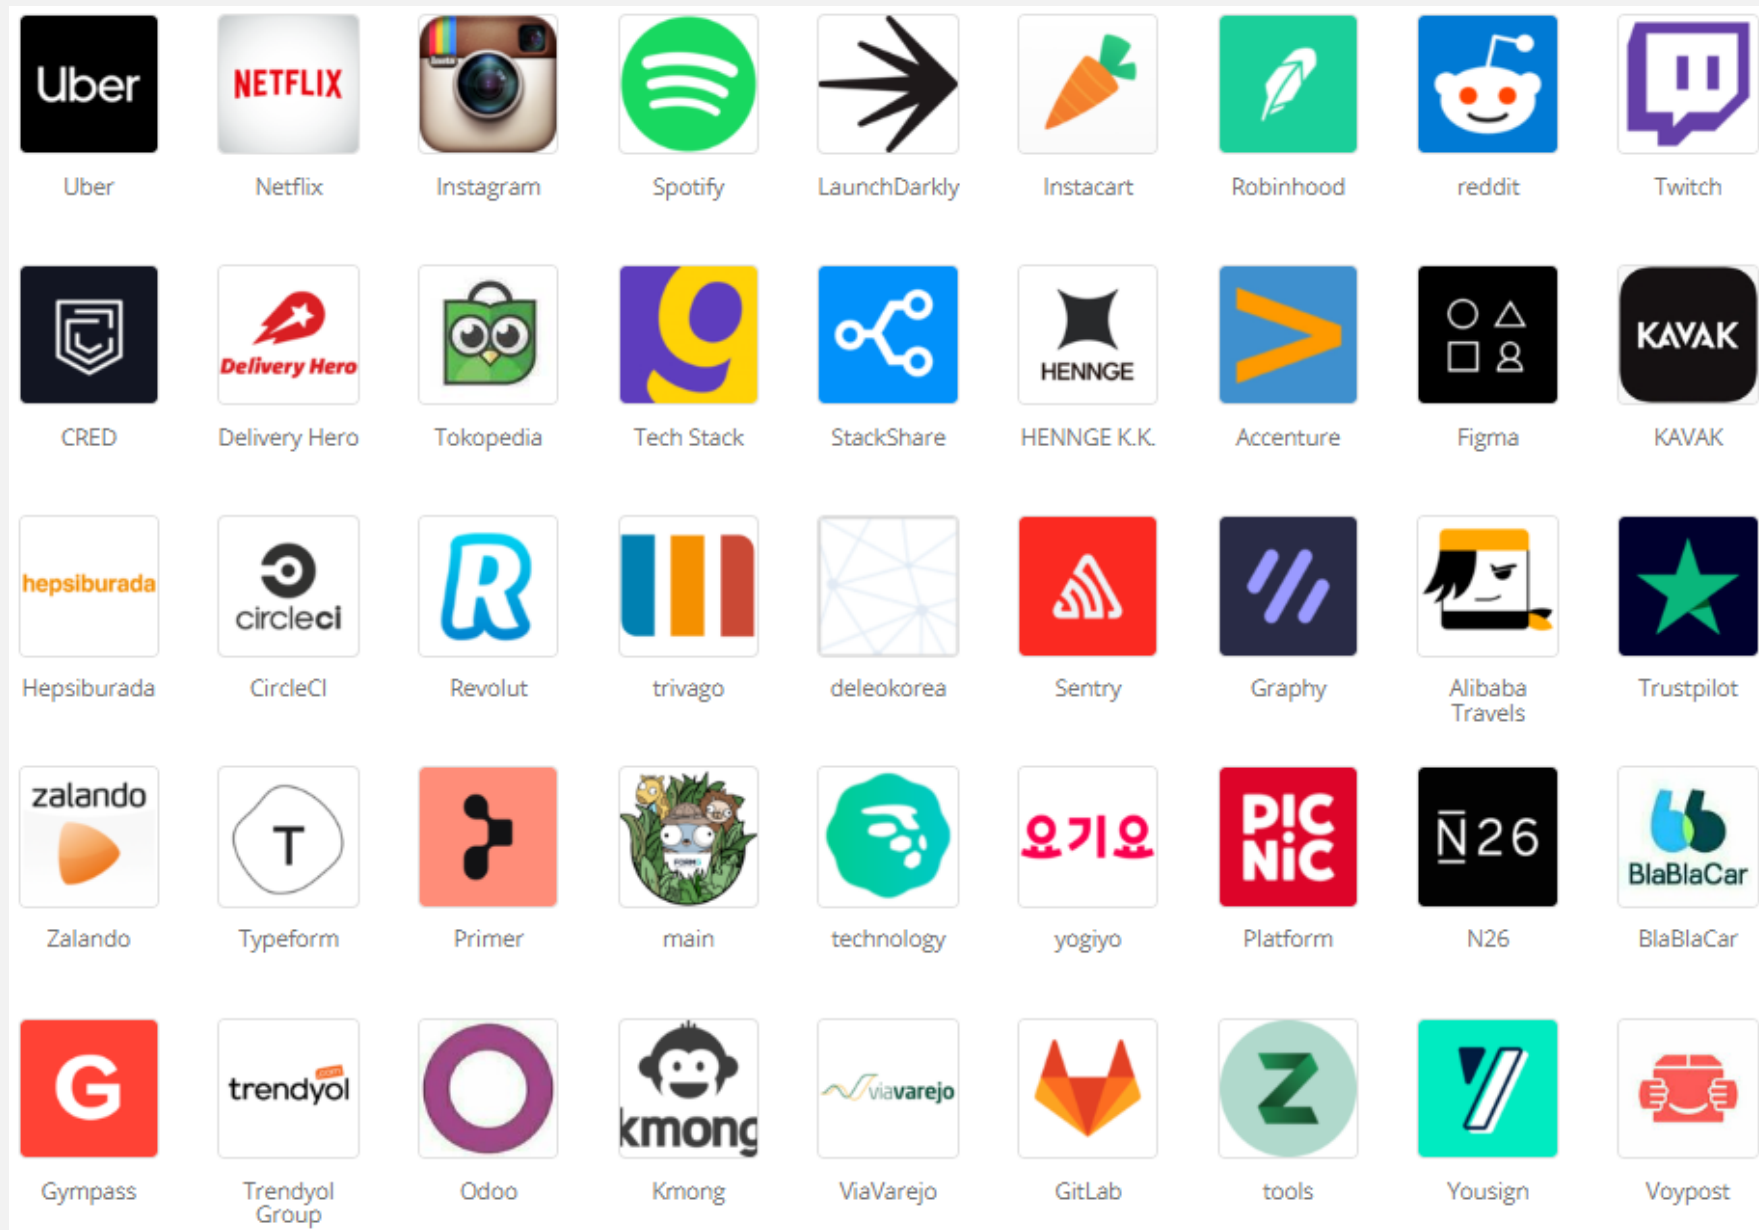 Uber
NETFLIX
Uber
Netflix
Instagram
Spotify
LaunchDarkly
Instacart
Robinhood
reddit
Twitch
Delivery Hero
HENNGE
KAVAK
CRED
Delivery Hero
Tokopedia
Tech Stack
StackShare
HENNGE K.K.
Accenture
Figma
KAVAK
hepsiburada
circleci
Hepsiburada
CircleCI
Revolut
trivago
deleokorea
Sentry
Graphy
Alibaba
Travels
Trustpilot
zalando
T
요기요
PiC
NiC
N26
BlaBlaCar
Zalando
Typeform
Primer
main
technology
yogiyo
Platform
N26
BlaBlaCar
G
trendyol
.com
kmong
viavarejo
Gympass
Trendyol
Group
Odoo
Kmong
ViaVarejo
GitLab
tools
Yousign
Voypost